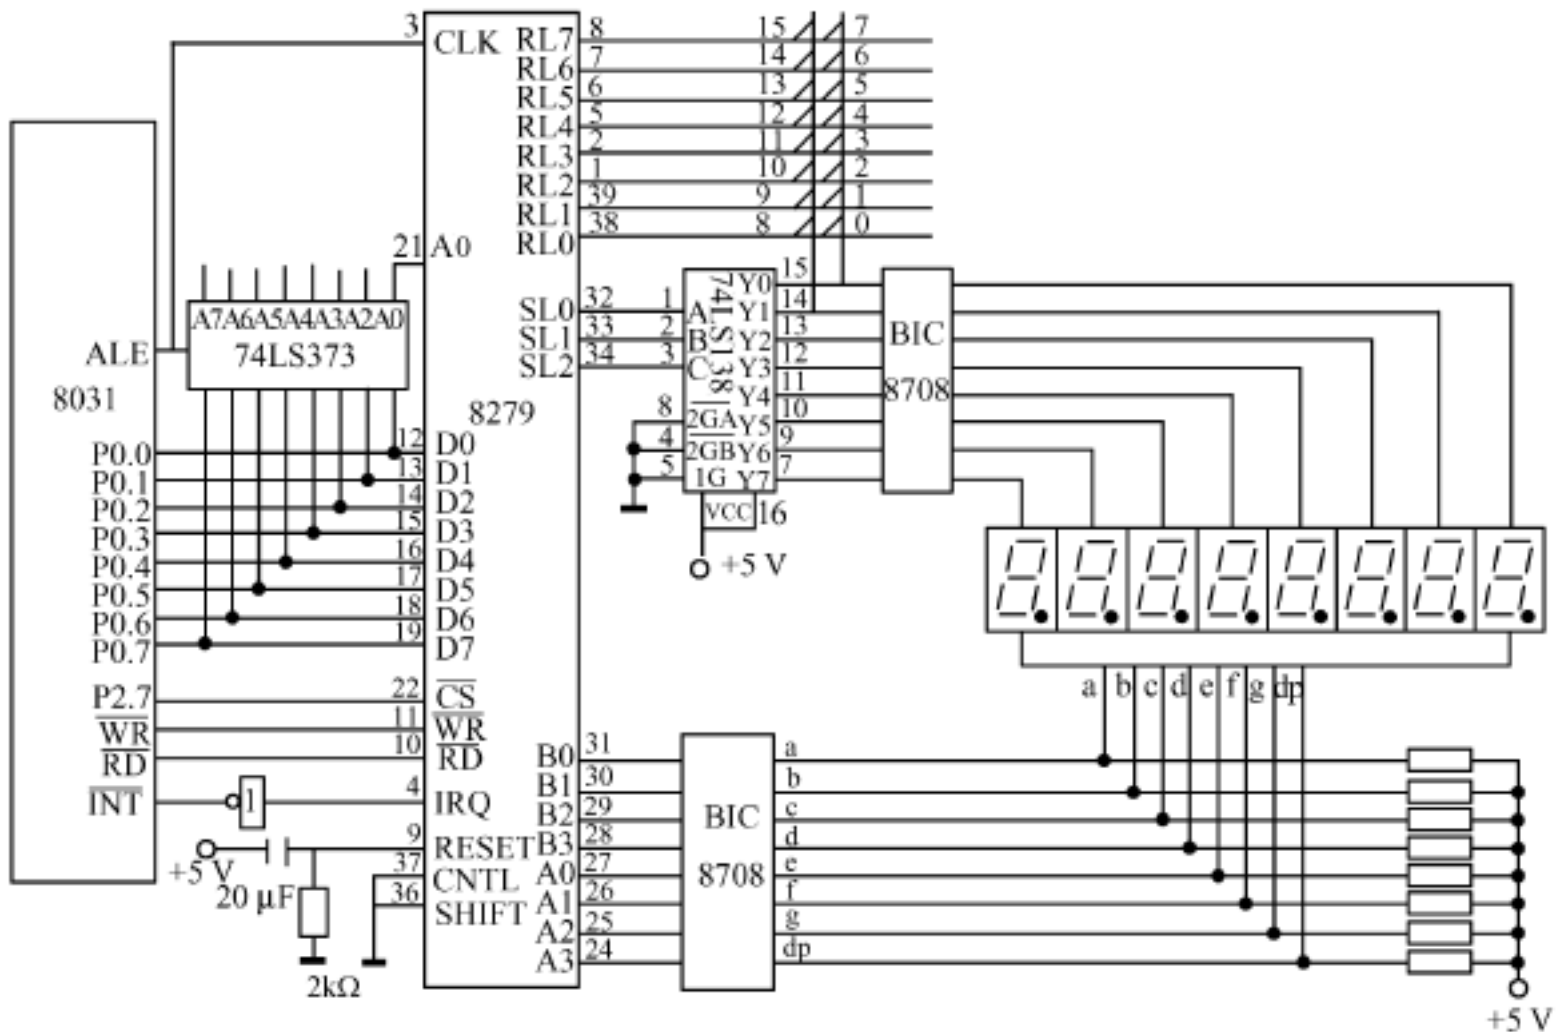 3 CLK RL7 8 15 7
RL6 7 14 6
RL5 6 13 5
RL4 5 12 4
RL3 2 11 3
RL2 1 10 2
RL1 39 9 1
21 A0 RL0 38 8 0
A7 A6 A5 A4 A3 A2 A0
74LS373
ALE
8031
8279
SL0 32 1 A
SL1 33 2 B
SL2 34 3 C
74LS138
Y0 15
Y1 14
Y2 13
Y3 12
Y4 11
8 2GA Y5 10
4 2GB Y6 9
5 1G Y7 7
VCC 16
+5 V
BIC
8708
P0.0 12 D0
P0.1 13 D1
P0.2 14 D2
P0.3 15 D3
P0.4 16 D4
P0.5 17 D5
P0.6 18 D6
P0.7 19 D7
P2.7 22 C̅S̅
W̅R̅ 11 W̅R̅
R̅D̅ 10 R̅D̅
I̅N̅T̅ 1 4 IRQ
9 RESET
+5 V
20 μF
2kΩ
37 CNTL
36 SHIFT
a b c d e f g dp
B0 31 a
B1 30 b
B2 29 c
B3 28 d
A0 27 e
A1 26 f
A2 25 g
A3 24 dp
BIC
8708
+5 V